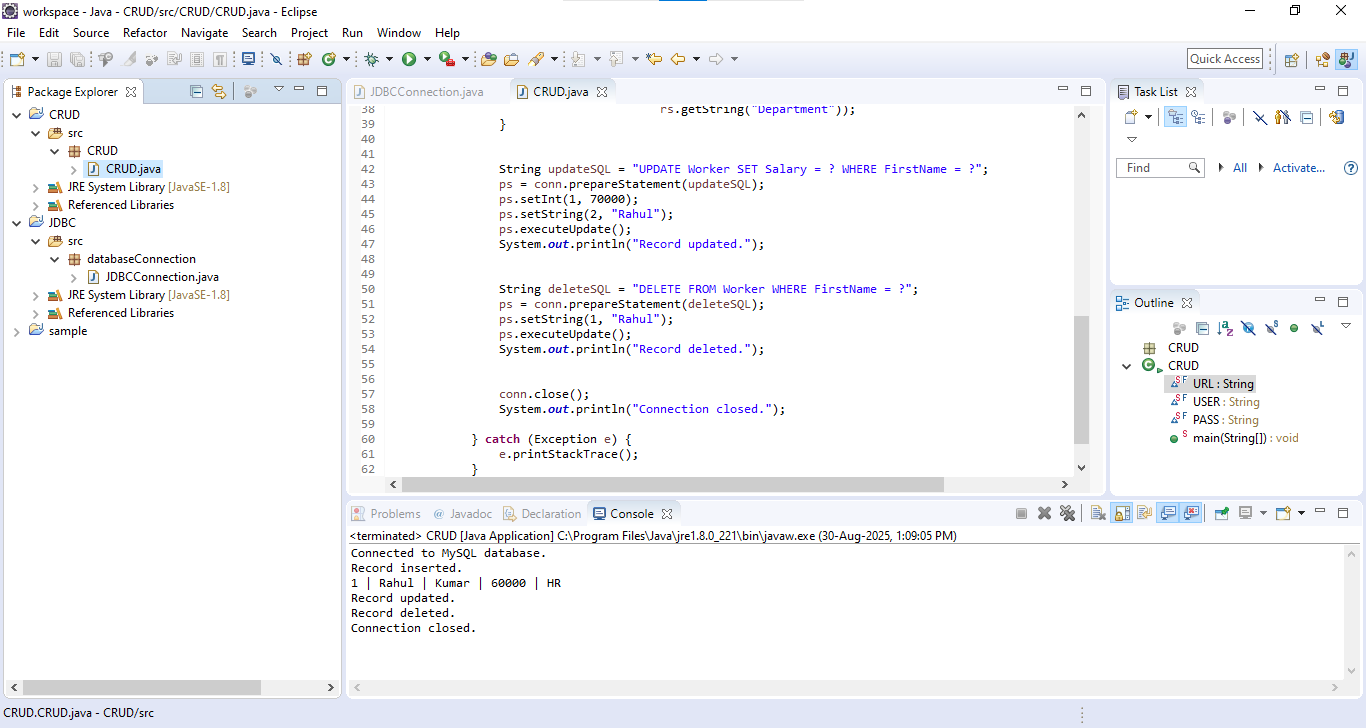 workspace - Java - CRUD/src/CRUD/CRUD.java - Eclipse
File Edit Source Refactor Navigate Search Project Run Window Help
Quick Access
Package Explorer
CRUD
src
CRUD
CRUD.java
JRE System Library [JavaSE-1.8]
Referenced Libraries
JDBC
src
databaseConnection
JDBCConnection.java
JRE System Library [JavaSE-1.8]
Referenced Libraries
sample
JDBCConnection.java CRUD.java
38 rs.getString("Department"));
39 }
40
41
42 String updateSQL = "UPDATE Worker SET Salary = ? WHERE FirstName = ?";
43 ps = conn.prepareStatement(updateSQL);
44 ps.setInt(1, 70000);
45 ps.setString(2, "Rahul");
46 ps.executeUpdate();
47 System.out.println("Record updated.");
48
49
50 String deleteSQL = "DELETE FROM Worker WHERE FirstName = ?";
51 ps = conn.prepareStatement(deleteSQL);
52 ps.setString(1, "Rahul");
53 ps.executeUpdate();
54 System.out.println("Record deleted.");
55
56
57 conn.close();
58 System.out.println("Connection closed.");
59
60 } catch (Exception e) {
61 e.printStackTrace();
62 }
Task List
Find All Activate...
Outline
CRUD
CRUD
URL : String
USER : String
PASS : String
main(String[]) : void
Problems Javadoc Declaration Console
<terminated> CRUD [Java Application] C:\Program Files\Java\jre1.8.0_221\bin\javaw.exe (30-Aug-2025, 1:09:05 PM)
Connected to MySQL database.
Record inserted.
1 | Rahul | Kumar | 60000 | HR
Record updated.
Record deleted.
Connection closed.
CRUD.CRUD.java - CRUD/src